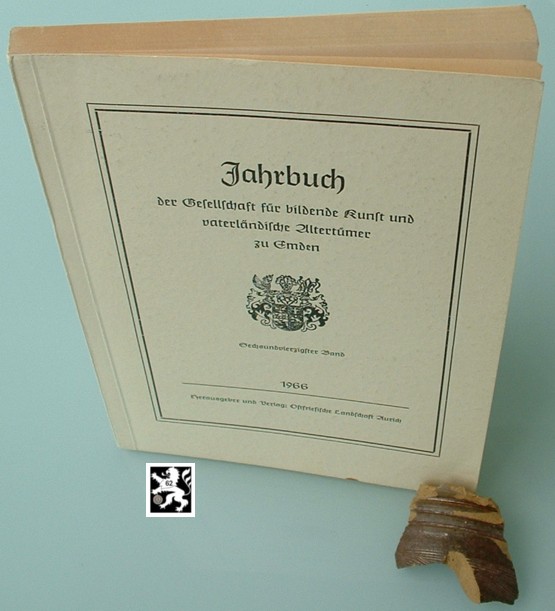 Jahrbuch
der Gesellschaft für bildende Kunst und
vaterländische Altertümer
zu Emden
Sechsundvierzigster Band
1966
Herausgeber und Verlag: Ostfriesische Landschaft Aurich
62